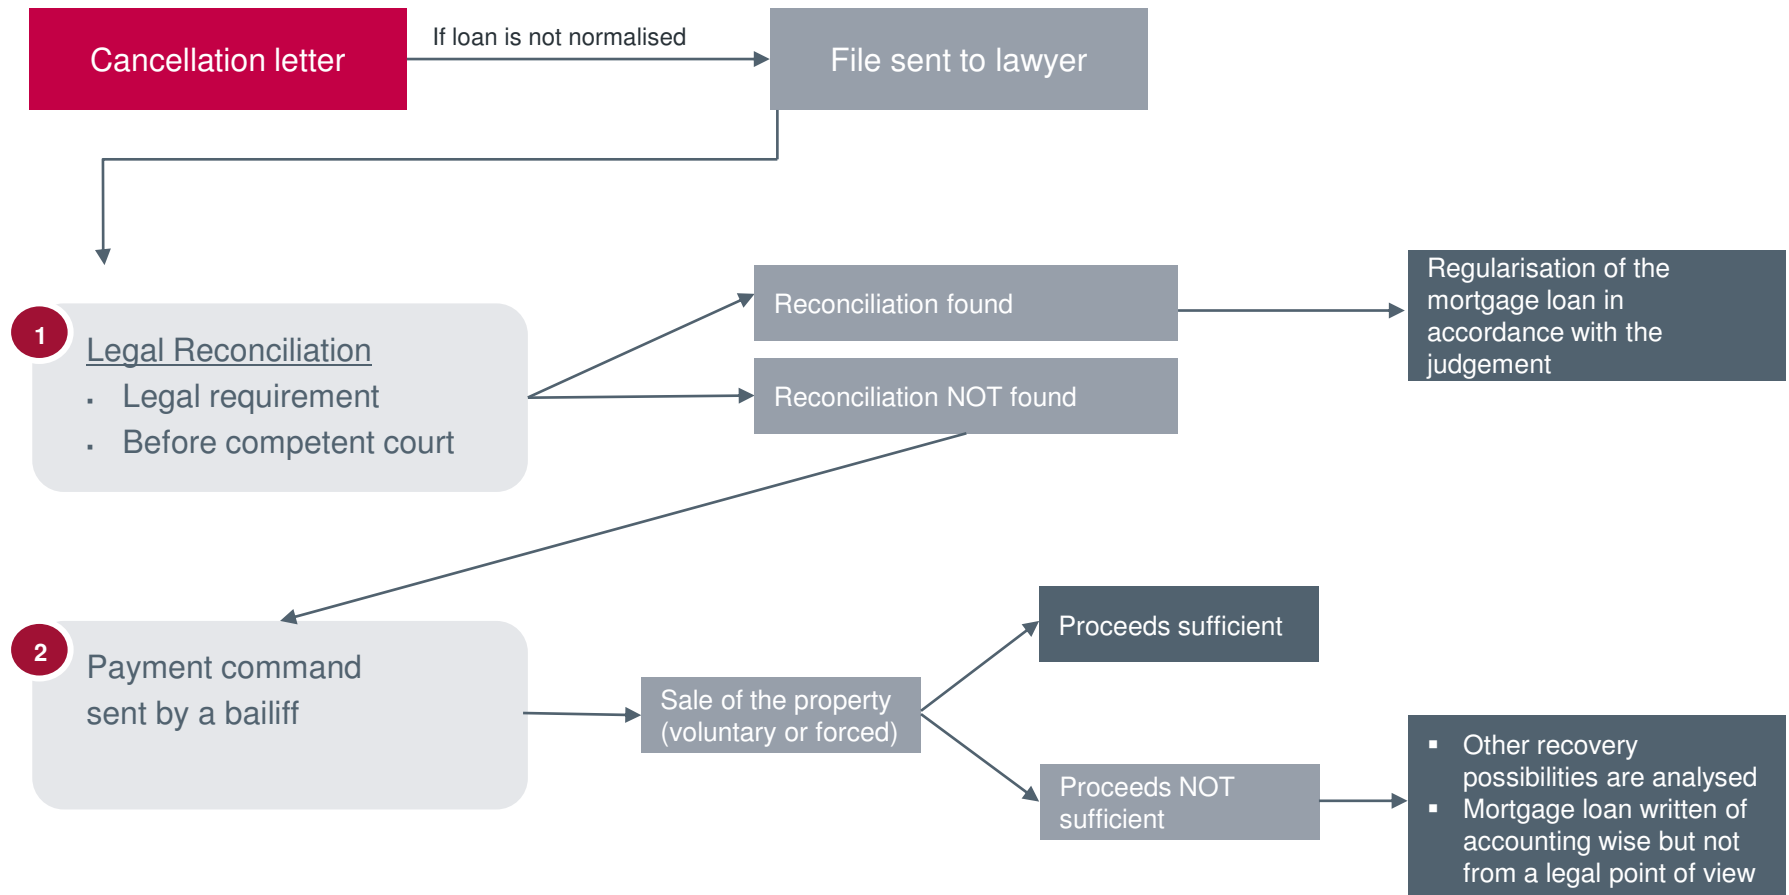 Cancellation letter
If loan is not normalised
File sent to lawyer
1
Legal Reconciliation
▪ Legal requirement
▪ Before competent court
Reconciliation found
Reconciliation NOT found
Regularisation of the
mortgage loan in
accordance with the
judgement
2
Payment command
sent by a bailiff
Sale of the property
(voluntary or forced)
Proceeds sufficient
Proceeds NOT
sufficient
▪ Other recovery
possibilities are analysed
▪ Mortgage loan written of
accounting wise but not
from a legal point of view